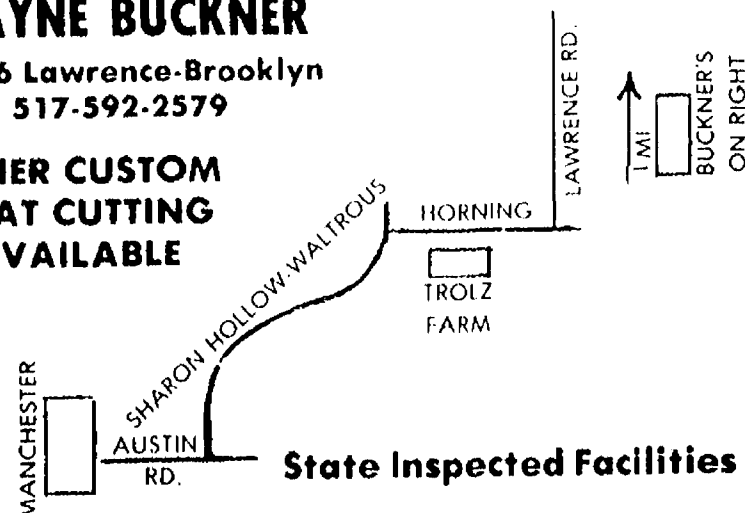 AYNE BUCKNER
6 Lawrence-Brooklyn
517-592-2579
IER CUSTOM
AT CUTTING
VAILABLE
LAWRENCE RD.
1 MI
BUCKNER'S
ON RIGHT
HORNING
TROLZ
FARM
SHARON HOLLOW-WALTROUS
MANCHESTER
AUSTIN
RD.
State Inspected Facilities